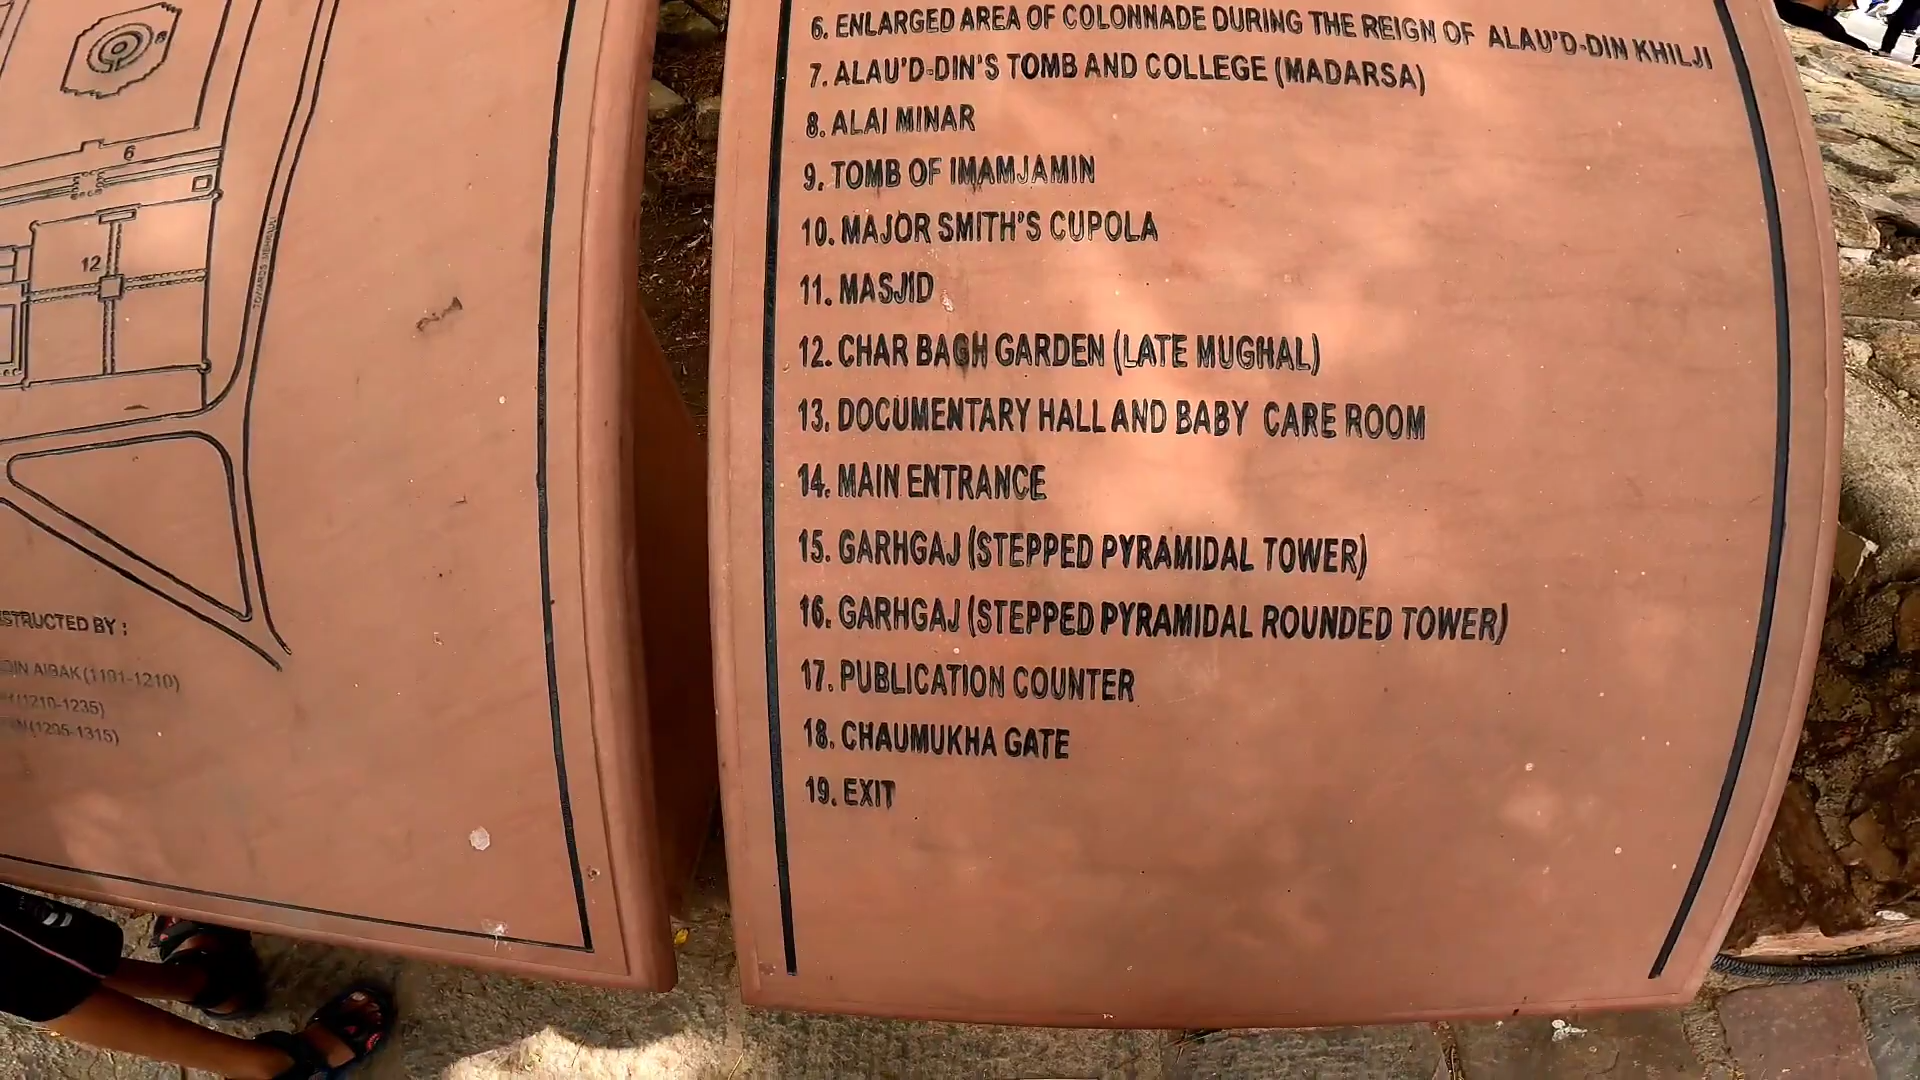 8
6
12
TOWARDS MEHRAULI
STRUCTED BY :
DIN AIBAK (1191-1210)
(1210-1235)
(1295-1315)
6. ENLARGED AREA OF COLONNADE DURING THE REIGN OF ALAU'D-DIN KHILJI
7. ALAU'D-DIN'S TOMB AND COLLEGE (MADARSA)
8. ALAI MINAR
9. TOMB OF IMAMJAMIN
10. MAJOR SMITH'S CUPOLA
11. MASJID
12. CHAR BAGH GARDEN (LATE MUGHAL)
13. DOCUMENTARY HALL AND BABY CARE ROOM
14. MAIN ENTRANCE
15. GARHGAJ (STEPPED PYRAMIDAL TOWER)
16. GARHGAJ (STEPPED PYRAMIDAL ROUNDED TOWER)
17. PUBLICATION COUNTER
18. CHAUMUKHA GATE
19. EXIT